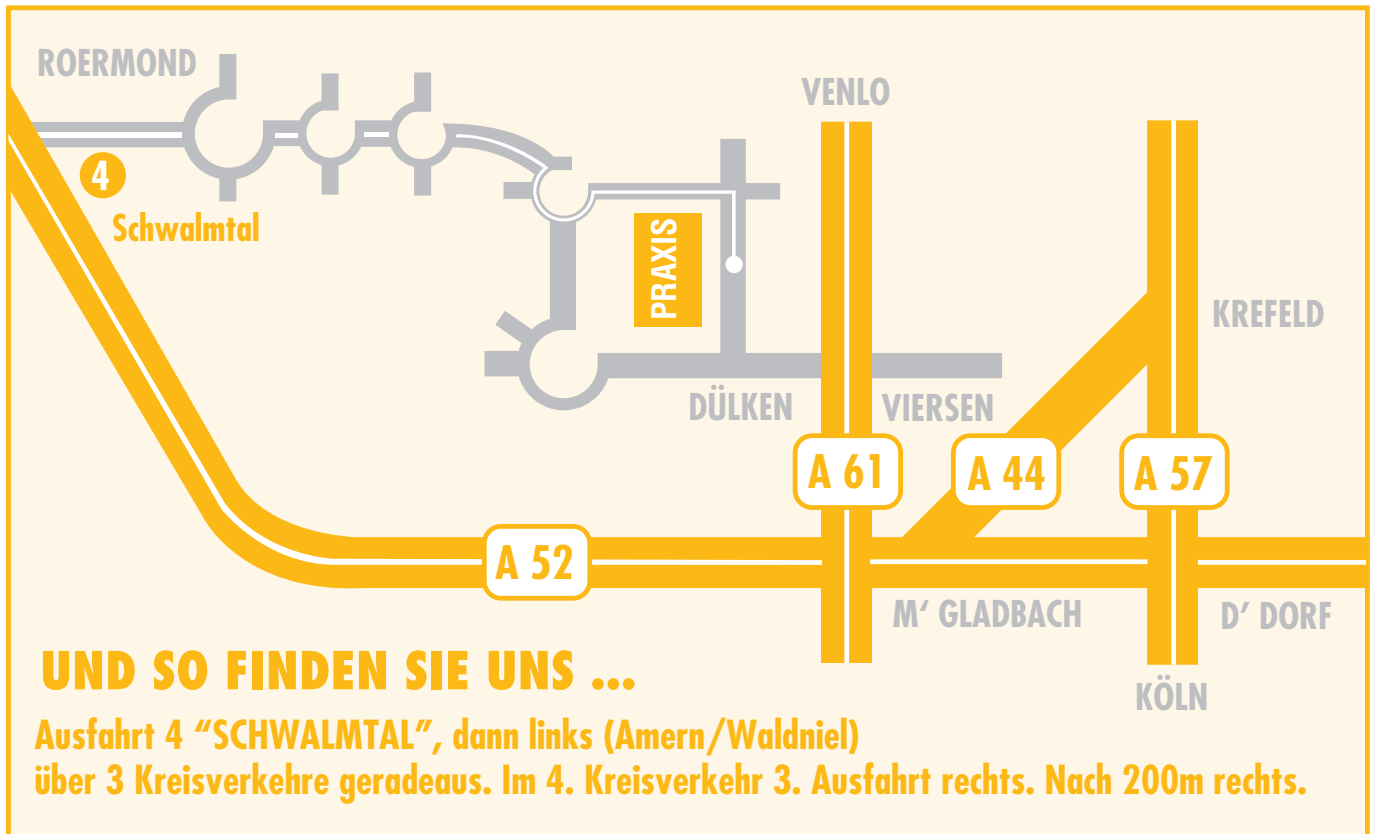 ROERMOND
VENLO
4
Schwalmtal
PRAXIS
KREFELD
DÜLKEN
VIERSEN
A 61
A 44
A 57
A 52
M‘ GLADBACH
D’ DORF
KÖLN
UND SO FINDEN SIE UNS ...
Ausfahrt 4 “SCHWALMTAL”, dann links (Amern/Waldniel)
über 3 Kreisverkehre geradeaus. Im 4. Kreisverkehr 3. Ausfahrt rechts. Nach 200m rechts.